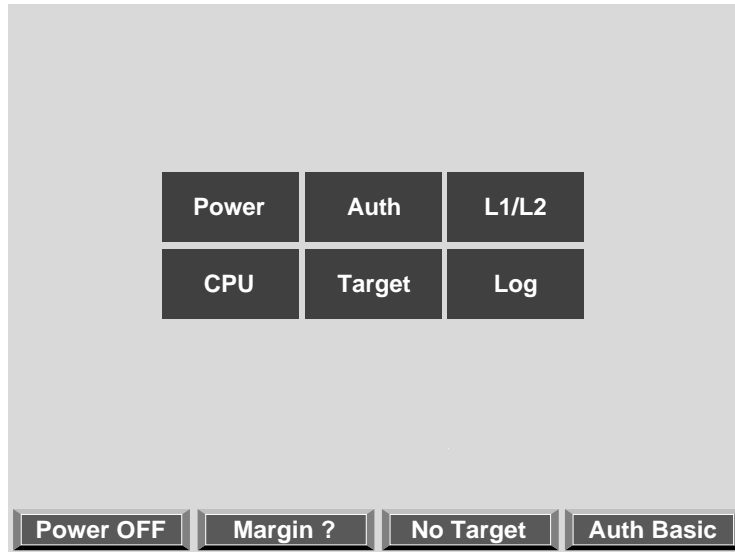 Power Auth L1/L2
CPU Target Log
Power OFF Margin ? No Target Auth Basic